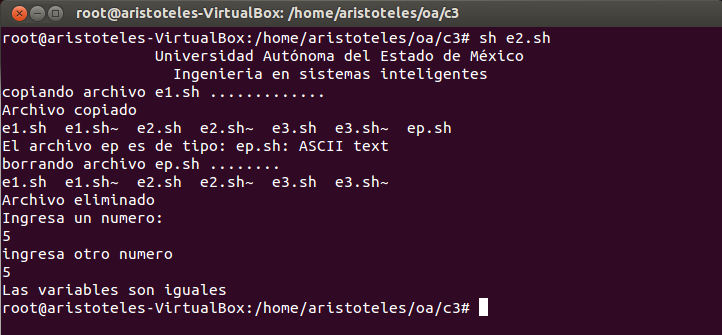 root@aristoteles-VirtualBox: /home/aristoteles/oa/c3
root@aristoteles-VirtualBox:/home/aristoteles/oa/c3# sh e2.sh
Universidad Autónoma del Estado de México
Ingenieria en sistemas inteligentes
copiando archivo e1.sh .............
Archivo copiado
e1.sh  e1.sh~  e2.sh  e2.sh~  e3.sh  e3.sh~  ep.sh
El archivo ep es de tipo: ep.sh: ASCII text
borrando archivo ep.sh ........
e1.sh  e1.sh~  e2.sh  e2.sh~  e3.sh  e3.sh~
Archivo eliminado
Ingresa un numero:
5
ingresa otro numero
5
Las variables son iguales
root@aristoteles-VirtualBox:/home/aristoteles/oa/c3#